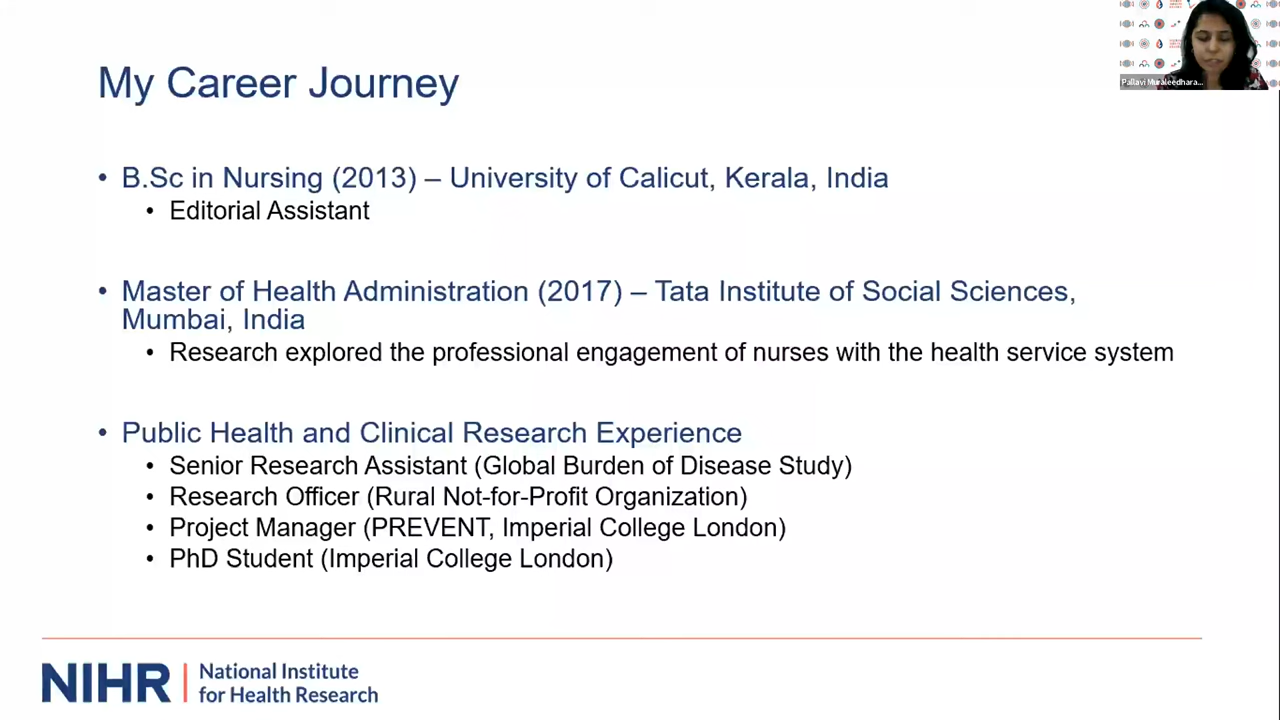 My Career Journey
• B.Sc in Nursing (2013) – University of Calicut, Kerala, India
• Editorial Assistant
• Master of Health Administration (2017) – Tata Institute of Social Sciences,
Mumbai, India
• Research explored the professional engagement of nurses with the health service system
• Public Health and Clinical Research Experience
• Senior Research Assistant (Global Burden of Disease Study)
• Research Officer (Rural Not-for-Profit Organization)
• Project Manager (PREVENT, Imperial College London)
• PhD Student (Imperial College London)
Pallavi Muraleedhara...
NIHR | National Institute
for Health Research